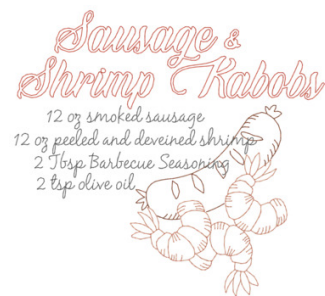 Sausage &
Shrimp Kabobs
12 oz smoked sausage
12 oz peeled and deveined shrimp
2 Tbsp Barbecue Seasoning
2 tsp olive oil